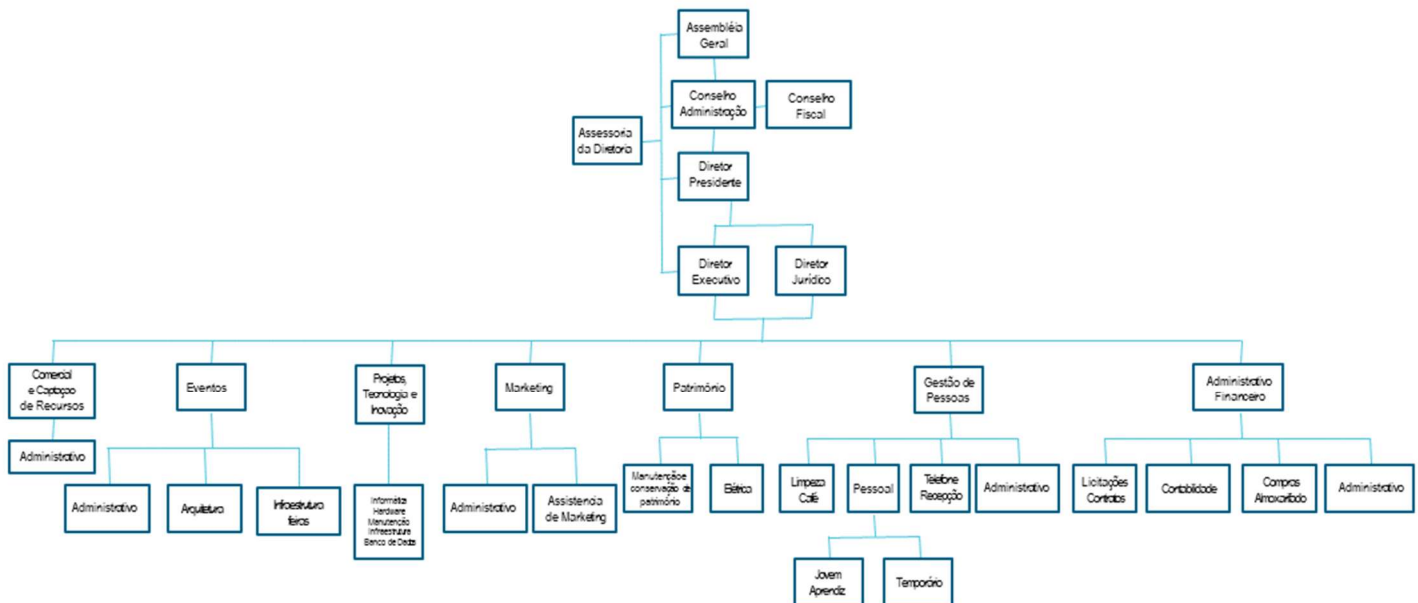 Assembléia
Geral
Conselho
Administração
Conselho
Fiscal
Assessoria
da Diretoria
Diretor
Presidente
Diretor
Executivo
Diretor
Jurídico
Comercial
e Captação
de Recursos
Eventos
Projetos,
Tecnologia e
Inovação
Marketing
Património
Gestão de
Pessoas
Administrativo
Financeiro
Administrativo
Administrativo
Arquitetura
Infraestrutura
feiras
Informática
Hardware
Manutenção
Infraestrutura
Banco de Dados
Administrativo
Assistencia
de Marketing
Manutenção e
conservação de
patrimônio
Elétrica
Limpeza
Café
Pessoal
Telefone
Recepção
Administrativo
Licitações
Contratos
Contabilidade
Compras
Almoxarifado
Administrativo
Jovem
Aprendiz
Temporário